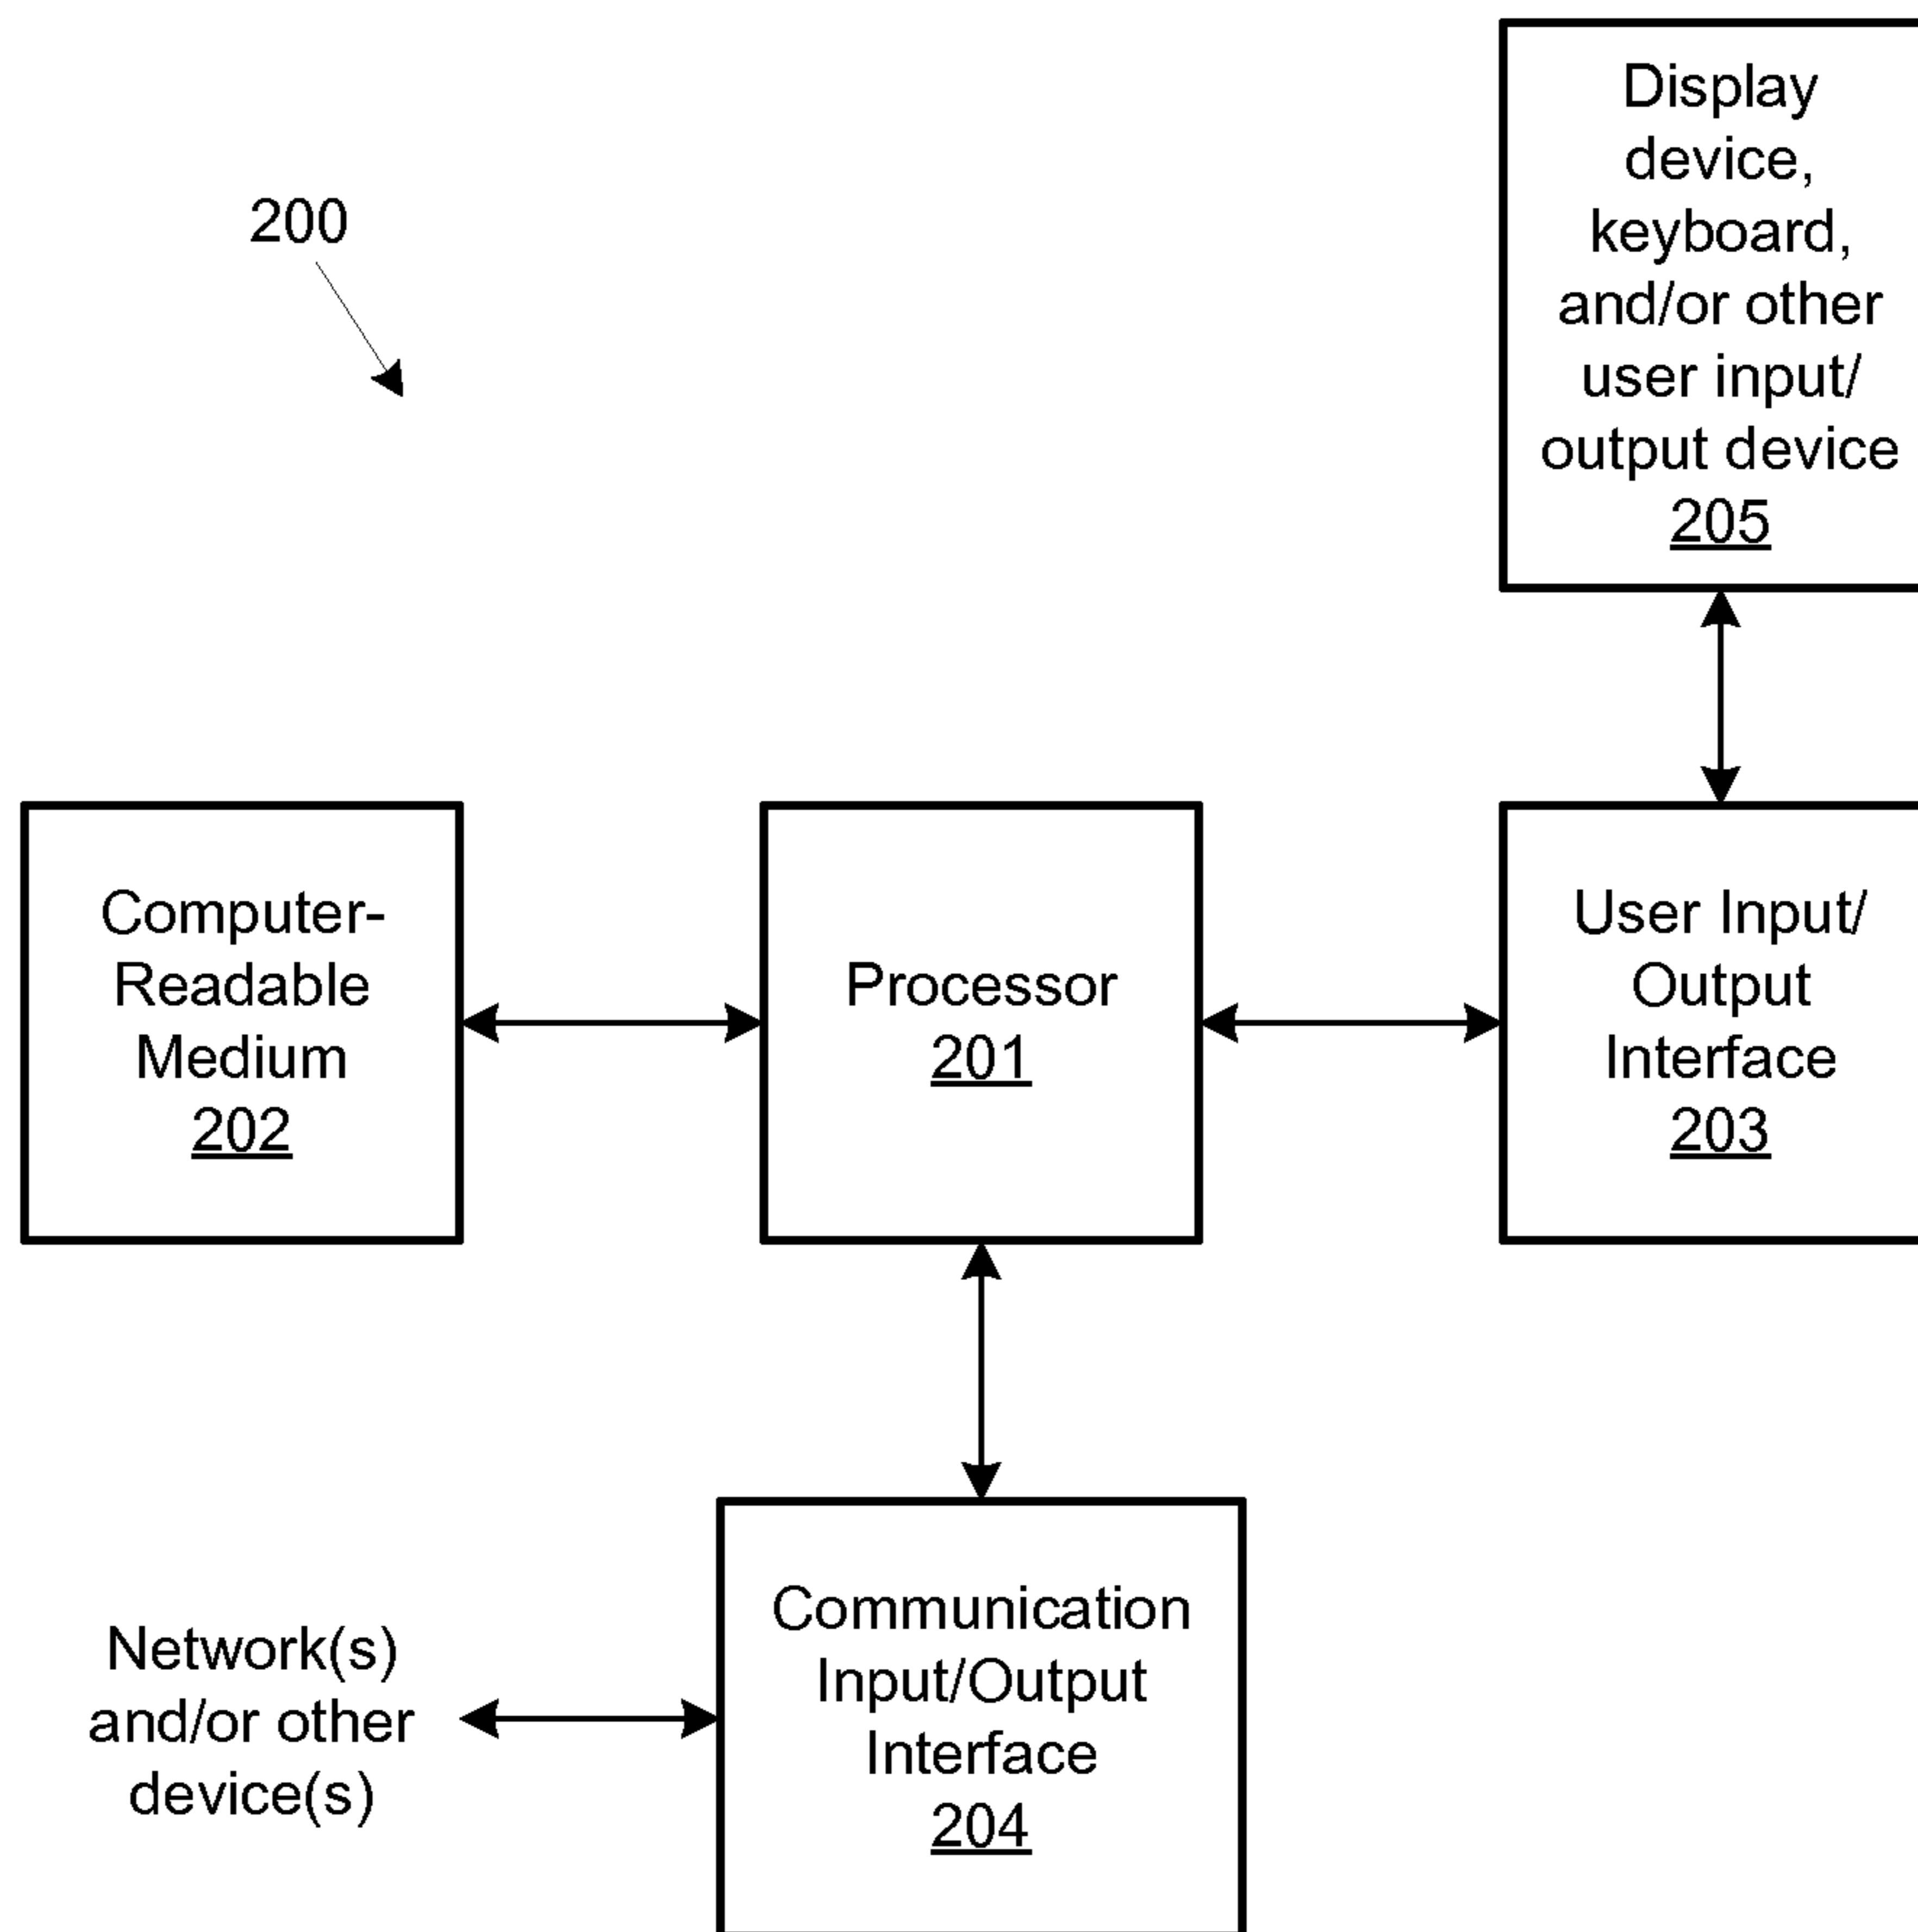 200
Display
device,
keyboard,
and/or other
user input/
output device
205
Computer-
Readable
Medium
202
Processor
201
User Input/
Output
Interface
203
Network(s)
and/or other
device(s)
Communication
Input/Output
Interface
204